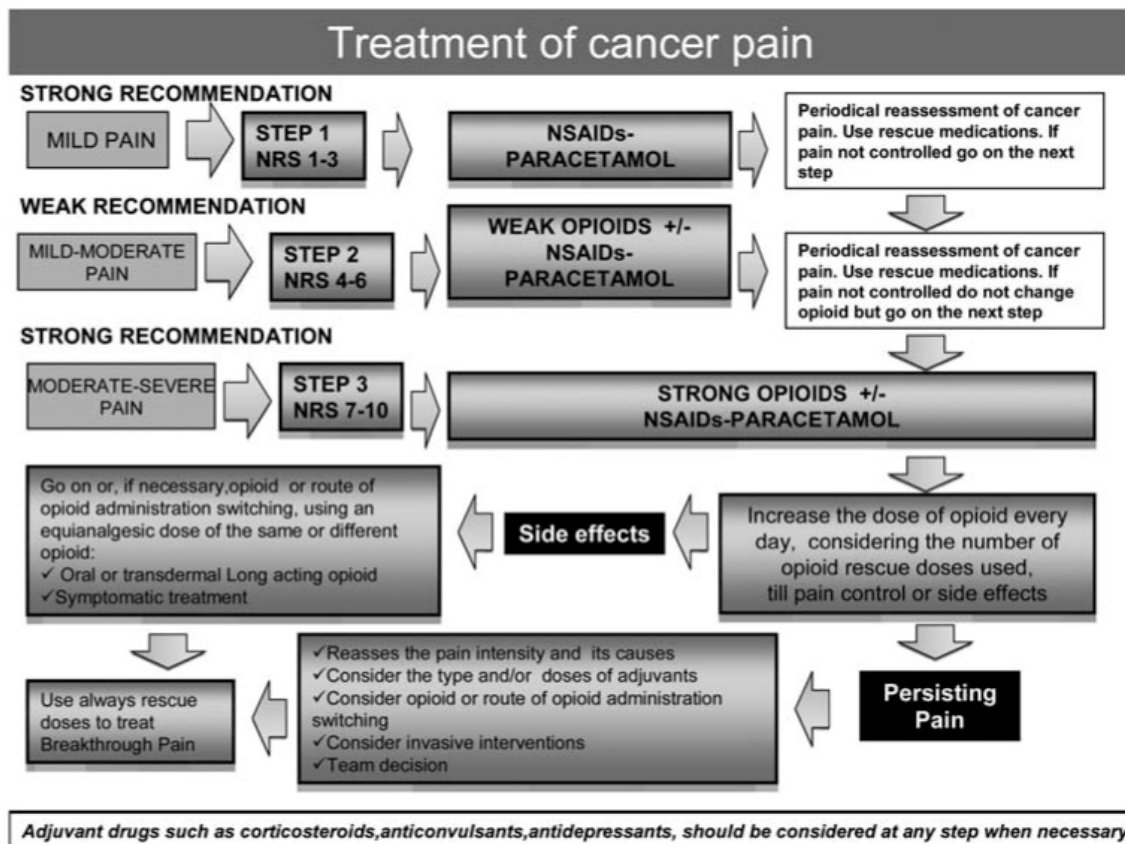 Treatment of cancer pain
STRONG RECOMMENDATION
MILD PAIN
STEP 1
NRS 1-3
NSAIDs-
PARACETAMOL
Periodical reassessment of cancer
pain. Use rescue medications. If
pain not controlled go on the next
step
WEAK RECOMMENDATION
MILD-MODERATE
PAIN
STEP 2
NRS 4-6
WEAK OPIOIDS +/-
NSAIDs-
PARACETAMOL
Periodical reassessment of cancer
pain. Use rescue medications. If
pain not controlled do not change
opioid but go on the next step
STRONG RECOMMENDATION
MODERATE-SEVERE
PAIN
STEP 3
NRS 7-10
STRONG OPIOIDS +/-
NSAIDs-PARACETAMOL
Go on or, if necessary,opioid or route of
opioid administration switching, using an
equianalgesic dose of the same or different
opioid:
✓ Oral or transdermal Long acting opioid
✓Symptomatic treatment
Side effects
Increase the dose of opioid every
day, considering the number of
opioid rescue doses used,
till pain control or side effects
Use always rescue
doses to treat
Breakthrough Pain
✓Reasses the pain intensity and its causes
✓Consider the type and/or doses of adjuvants
✓Consider opioid or route of opioid administration
switching
✓Consider invasive interventions
✓Team decision
Persisting
Pain
Adjuvant drugs such as corticosteroids,anticonvulsants,antidepressants, should be considered at any step when necessary